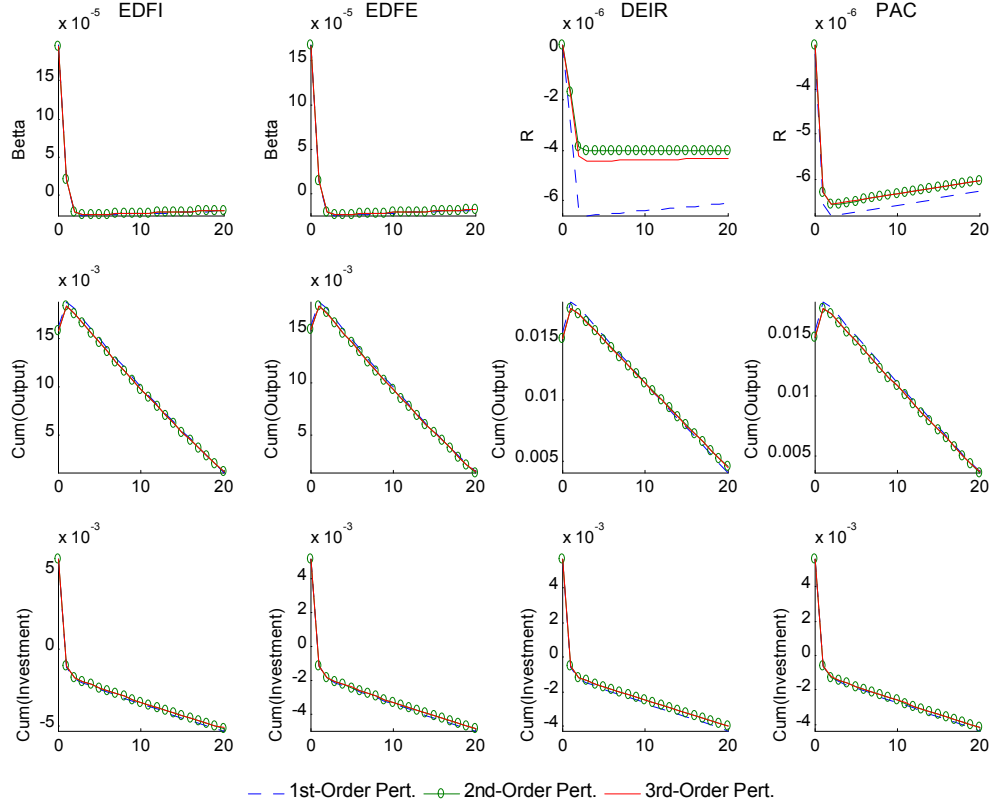 EDFI EDFE DEIR PAC
x 10^-5 x 10^-5 x 10^-6 x 10^-6
Betta
15
10
5
0
0 10 20
Betta
15
10
5
0
0 10 20
R
0
-2
-4
-6
0 10 20
R
-4
-5
-6
0 10 20
x 10^-3
Cum(Output)
15
10
5
0 10 20
x 10^-3
Cum(Output)
15
10
5
0 10 20
Cum(Output)
0.015
0.01
0.005
0 10 20
Cum(Output)
0.015
0.01
0.005
0 10 20
x 10^-3
Cum(Investment)
5
0
-5
0 10 20
x 10^-3
Cum(Investment)
4
2
0
-2
-4
0 10 20
x 10^-3
Cum(Investment)
4
2
0
-2
-4
0 10 20
x 10^-3
Cum(Investment)
4
2
0
-2
-4
0 10 20
1st-Order Pert. 2nd-Order Pert. 3rd-Order Pert.